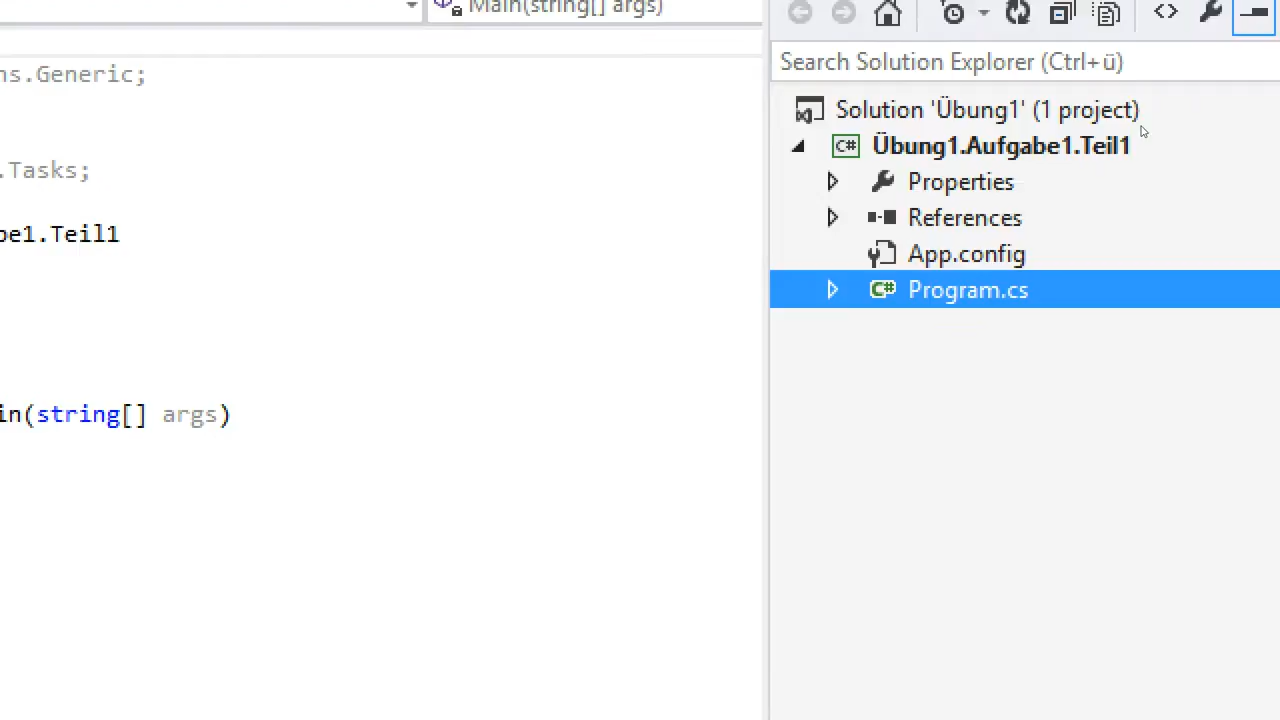 Main(string[] args)
ns.Generic;
.Tasks;
be1.Teil1
in(string[] args)
Search Solution Explorer (Ctrl+ü)
Solution 'Übung1' (1 project)
C# Übung1.Aufgabe1.Teil1
Properties
References
App.config
C# Program.cs